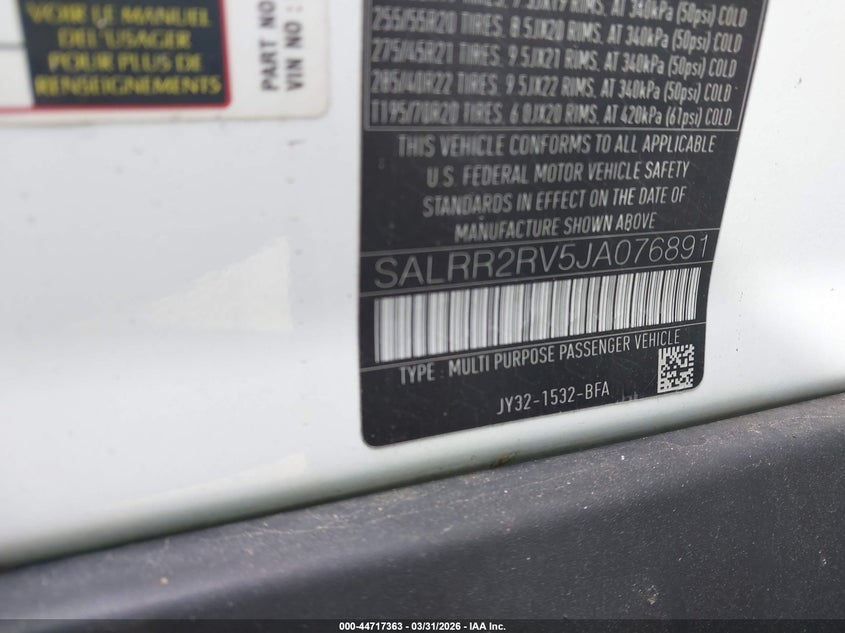 VOIR LE MANUEL
DEL'USAGER
POUR PLUS DE
RENSEIGNEMENTS
PART NO :
VIN NO :
255/55R20 TIRES. 8 5JX20 RIMS, AT 340kPa (50psi) COLD
275/45R21 TIRES. 9 5JX21 RIMS, AT 340kPa (50psi) COLD
285/40R22 TIRES. 9 5JX22 RIMS, AT 340kPa (50psi) COLD
T195/70R20 TIRES. 6 0JX20 RIMS, AT 420kPa (61psi) COLD
THIS VEHICLE CONFORMS TO ALL APPLICABLE
U.S. FEDERAL MOTOR VEHICLE SAFETY
STANDARDS IN EFFECT ON THE DATE OF
MANUFACTURE SHOWN ABOVE
SALRR2RV5JA076891
TYPE : MULTI PURPOSE PASSENGER VEHICLE
JY32-1532-BFA
000-44717363 - 03/31/2026 - IAA Inc.